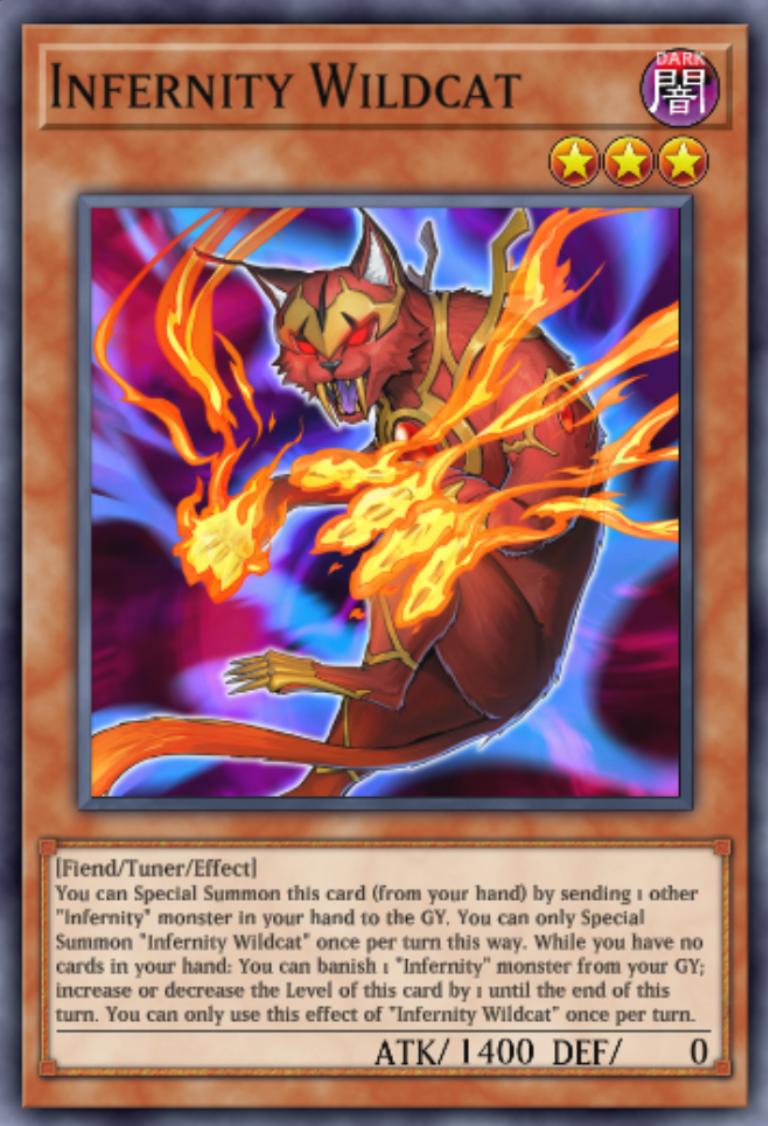 Infernity Wildcat
DARK
闇
[Fiend/Tuner/Effect]
You can Special Summon this card (from your hand) by sending 1 other
"Infernity" monster in your hand to the GY. You can only Special
Summon "Infernity Wildcat" once per turn this way. While you have no
cards in your hand: You can banish 1 "Infernity" monster from your GY;
increase or decrease the Level of this card by 1 until the end of this
turn. You can only use this effect of "Infernity Wildcat" once per turn.
ATK/ 1400 DEF/ 0